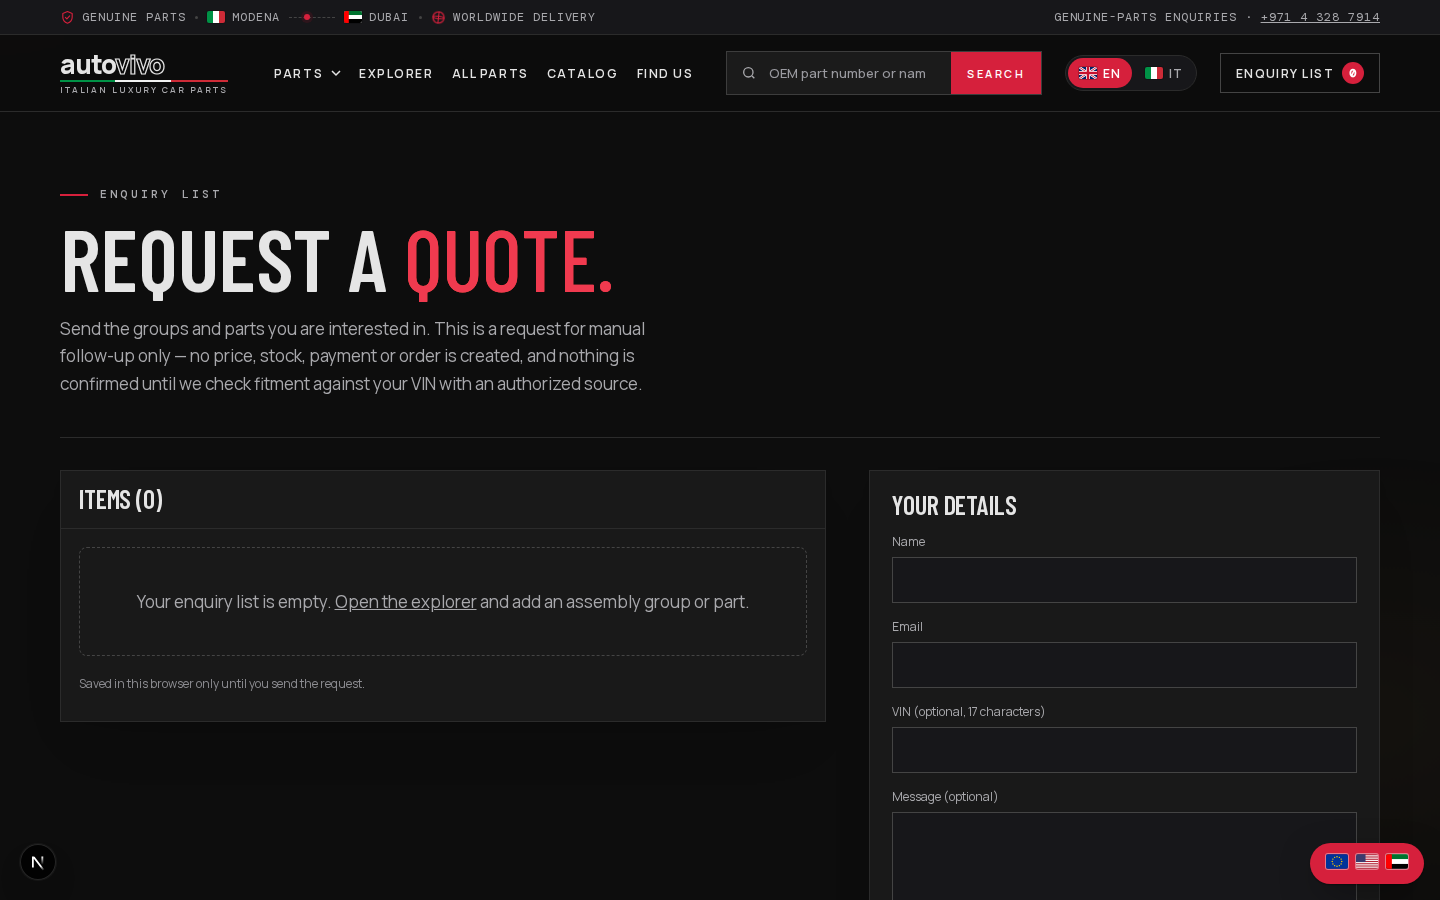 GENUINE PARTS • MODENA DUBAI • WORLDWIDE DELIVERY
GENUINE-PARTS ENQUIRIES · +971 4 328 7914
autovivo
ITALIAN LUXURY CAR PARTS
PARTS EXPLORER ALL PARTS CATALOG FIND US
OEM part number or nam
SEARCH
EN IT
ENQUIRY LIST 0
ENQUIRY LIST
REQUEST A QUOTE.
Send the groups and parts you are interested in. This is a request for manual
follow-up only — no price, stock, payment or order is created, and nothing is
confirmed until we check fitment against your VIN with an authorized source.
ITEMS (0)
Your enquiry list is empty. Open the explorer and add an assembly group or part.
Saved in this browser only until you send the request.
YOUR DETAILS
Name
Email
VIN (optional, 17 characters)
Message (optional)
N